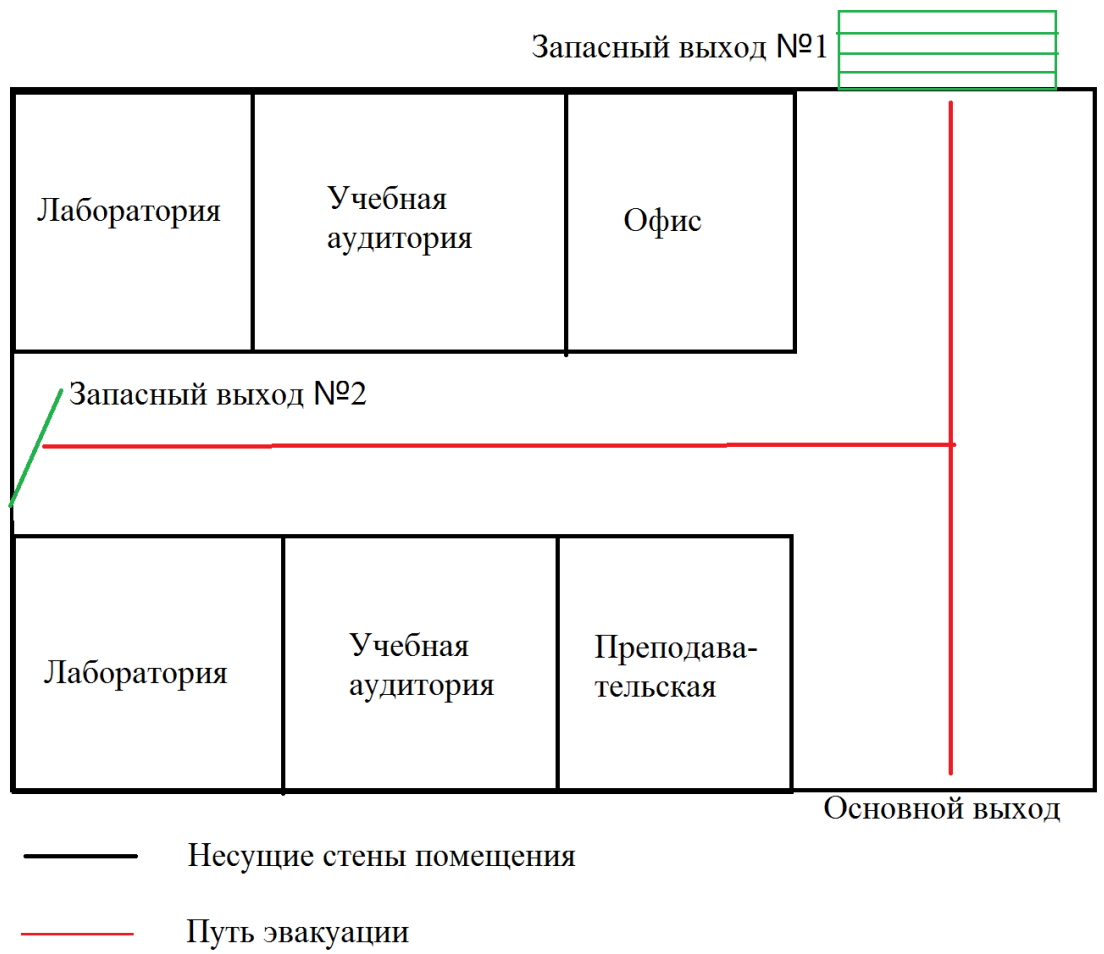 Запасный выход №1
Лаборатория
Учебная
аудитория
Офис
Запасный выход №2
Лаборатория
Учебная
аудитория
Преподава-
тельская
Основной выход
Несущие стены помещения
Путь эвакуации